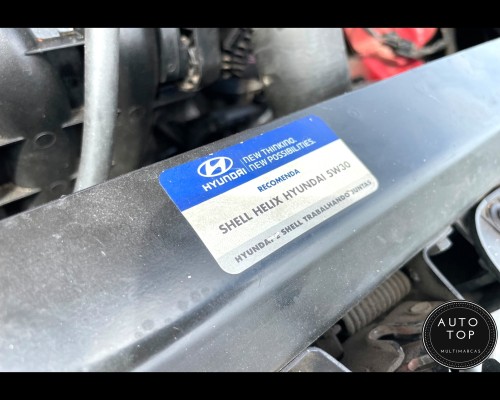 HYUNDAI
NEW THINKING.
NEW POSSIBILITIES.
RECOMENDA
SHELL HELIX HYUNDAI 5W30
HYUNDAI E SHELL TRABALHANDO JUNTAS
AUTO
TOP
MULTIMARCAS